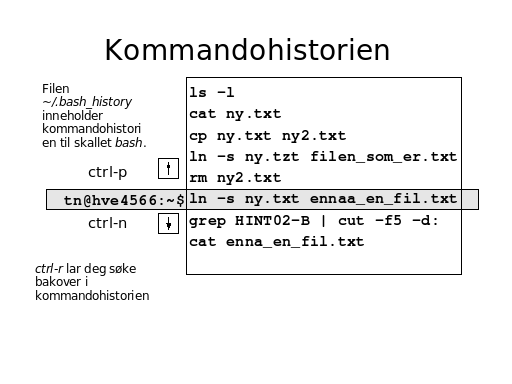 Kommandohistorien
Filen
~/.bash_history
inneholder
kommandohistori
en til skallet bash.
ctrl-p
tn@hve4566:~$
ctrl-n
ctrl-r lar deg søke
bakover i
kommandohistorien
ls -l
cat ny.txt
cp ny.txt ny2.txt
ln -s ny.tzt filen_som_er.txt
rm ny2.txt
ln -s ny.txt ennaa_en_fil.txt
grep HINT02-B | cut -f5 -d:
cat enna_en_fil.txt